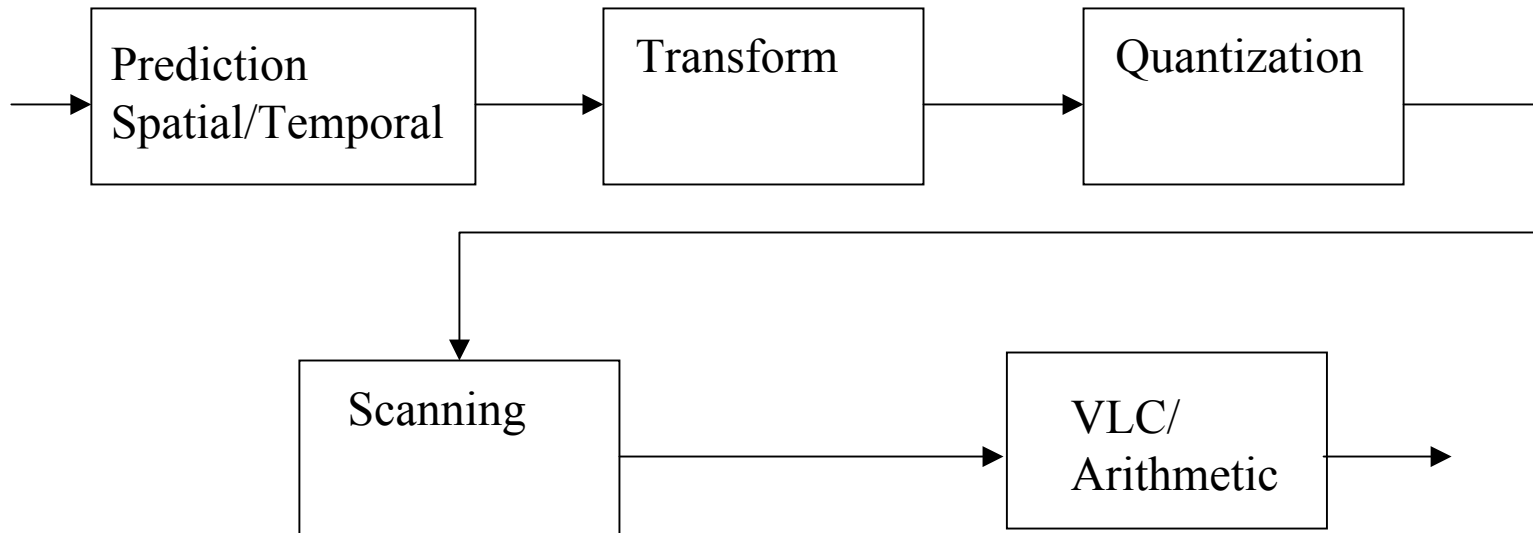 Prediction
Spatial/Temporal
Transform
Quantization
Scanning
VLC/
Arithmetic